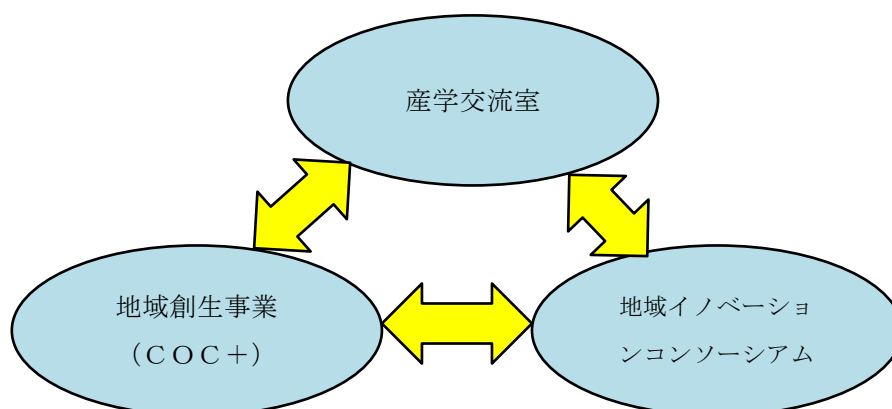 産学交流室
地域創生事業
（ＣＯＣ＋）
地域イノベーショ
ンコンソーシアム